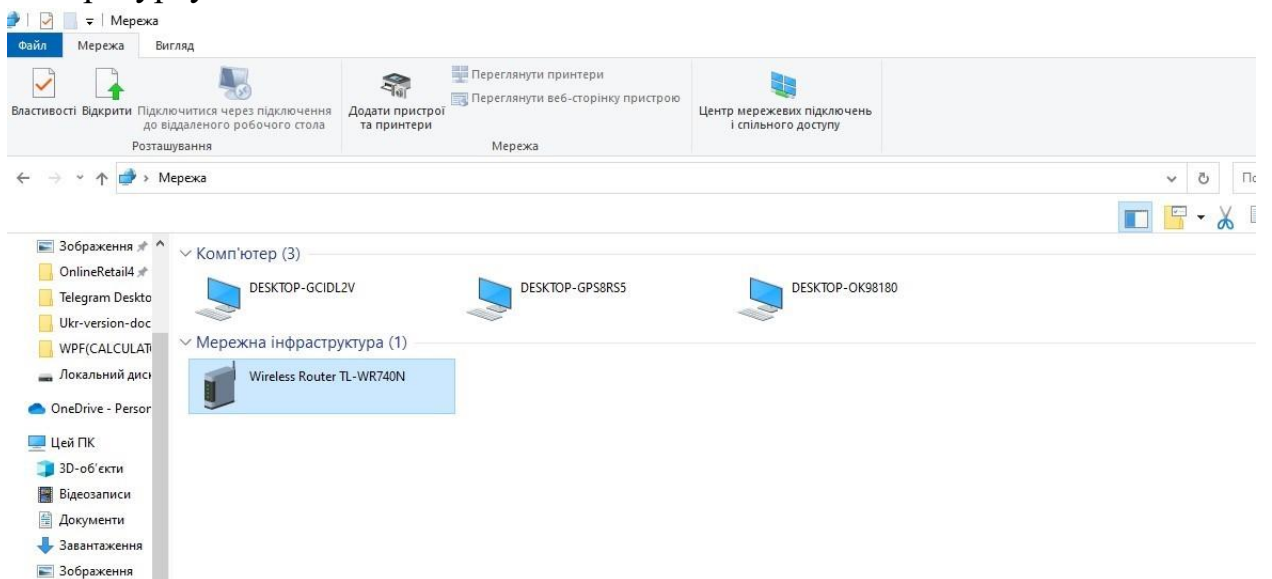 Мережа
Файл Мережа Вигляд
Властивості Відкрити Підключитися через підключення до віддаленого робочого стола
Розташування
Додати пристрої та принтери
Переглянути принтери
Переглянути веб-сторінку пристрою
Мережа
Центр мережевих підключень і спільного доступу
Мережа
Зображення
OnlineRetail4
Telegram Deskto
Ukr-version-doc
WPF(CALCULAT
Локальний диск
OneDrive - Person
Цей ПК
3D-об'єкти
Відеозаписи
Документи
Завантаження
Зображення
Комп'ютер (3)
DESKTOP-GCIDL2V DESKTOP-GPS8RS5 DESKTOP-OK98180
Мережна інфраструктура (1)
Wireless Router TL-WR740N